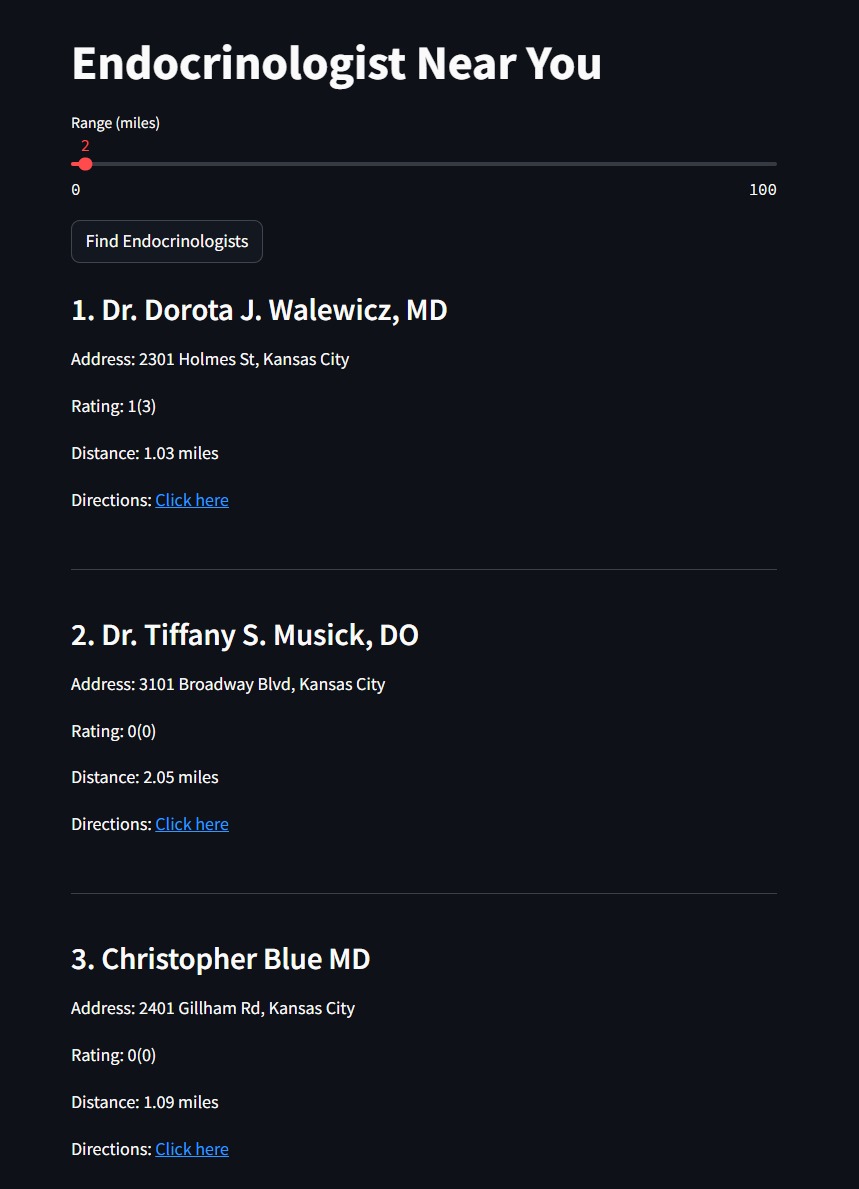 Endocrinologist Near You
Range (miles)
2
0 100
Find Endocrinologists
1. Dr. Dorota J. Walewicz, MD
Address: 2301 Holmes St, Kansas City
Rating: 1(3)
Distance: 1.03 miles
Directions: Click here
2. Dr. Tiffany S. Musick, DO
Address: 3101 Broadway Blvd, Kansas City
Rating: 0(0)
Distance: 2.05 miles
Directions: Click here
3. Christopher Blue MD
Address: 2401 Gillham Rd, Kansas City
Rating: 0(0)
Distance: 1.09 miles
Directions: Click here